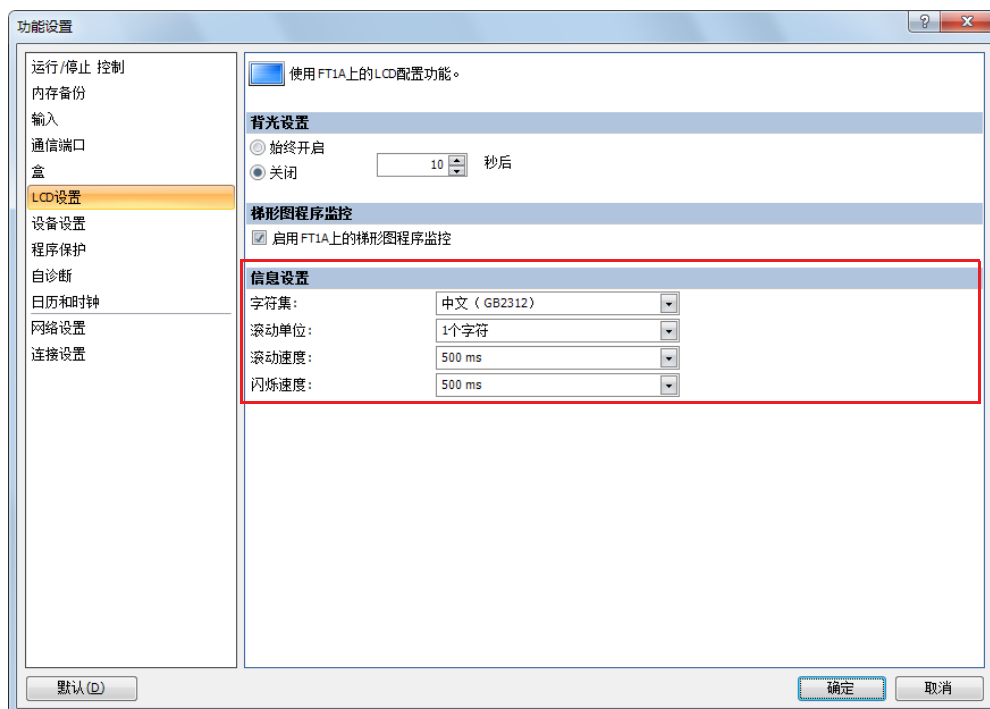 功能设置
运行/停止 控制
内存备份
输入
通信端口
盒
LCD设置
设备设置
程序保护
自诊断
日历和时钟
网络设置
连接设置
使用FT1A上的LCD配置功能。
背光设置
始终开启
关闭
10 秒后
梯形图程序监控
启用FT1A上的梯形图程序监控
信息设置
字符集: 中文（GB2312）
滚动单位: 1个字符
滚动速度: 500 ms
闪烁速度: 500 ms
默认(D)
确定
取消